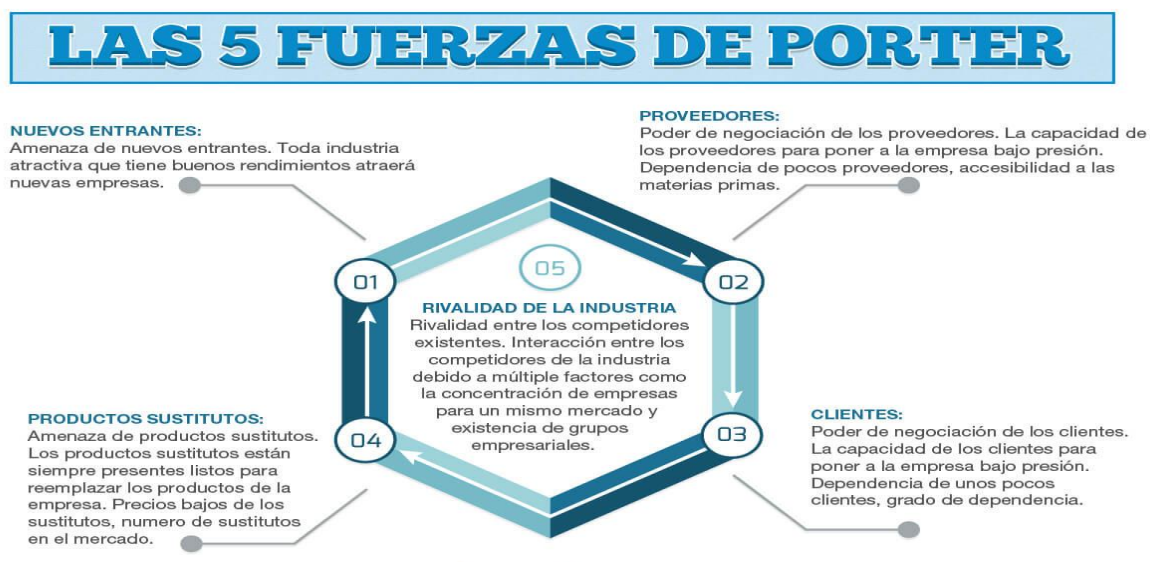 LAS 5 FUERZAS DE PORTER
NUEVOS ENTRANTES:
Amenaza de nuevos entrantes. Toda industria
atractiva que tiene buenos rendimientos atraerá
nuevas empresas.
01
PROVEEDORES:
Poder de negociación de los proveedores. La capacidad de
los proveedores para poner a la empresa bajo presión.
Dependencia de pocos proveedores, accesibilidad a las
materias primas.
02
05
RIVALIDAD DE LA INDUSTRIA
Rivalidad entre los competidores
existentes. Interacción entre los
competidores de la industria
debido a múltiple factores como
la concentración de empresas
para un mismo mercado y
existencia de grupos
empresariales.
03
CLIENTES:
Poder de negociación de los clientes.
La capacidad de los clientes para
poner a la empresa bajo presión.
Dependencia de unos pocos
clientes, grado de dependencia.
04
PRODUCTOS SUSTITUTOS:
Amenaza de productos sustitutos.
Los productos sustitutos están
siempre presentes listos para
reemplazar los productos de la
empresa. Precios bajos de los
sustitutos, numero de sustitutos
en el mercado.